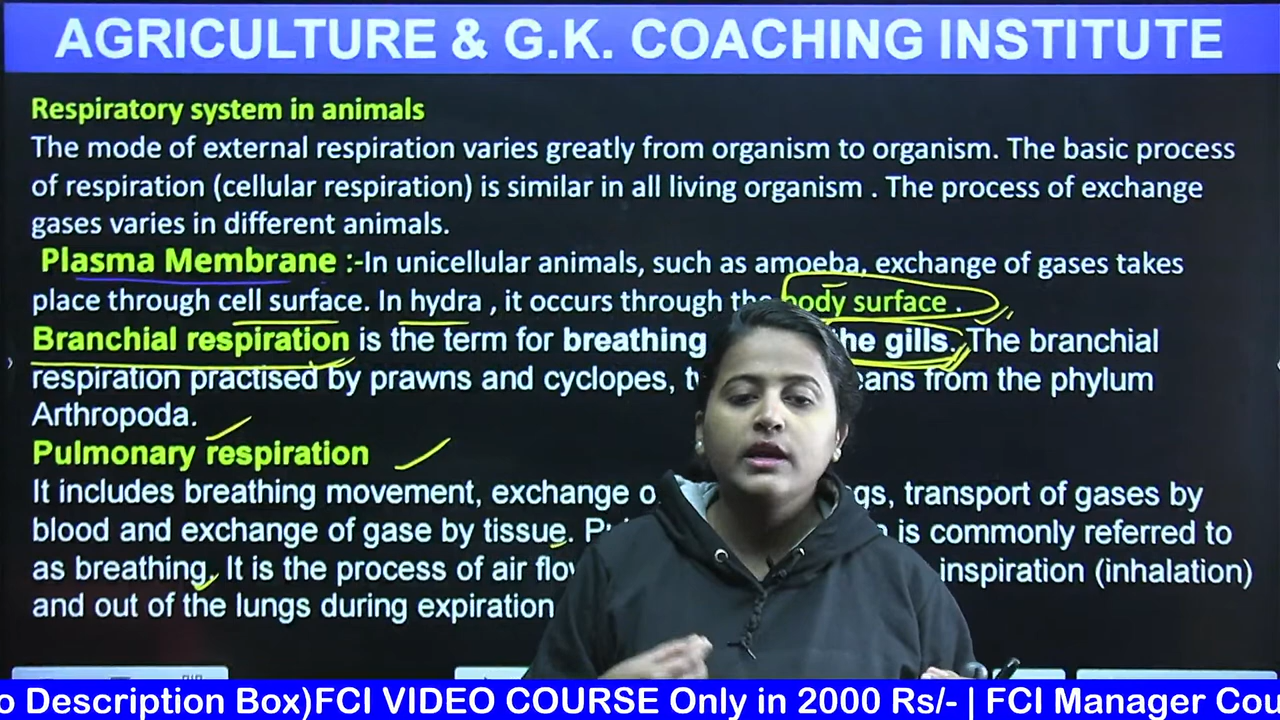 AGRICULTURE & G.K. COACHING INSTITUTE
Respiratory system in animals
The mode of external respiration varies greatly from organism to organism. The basic process
of respiration (cellular respiration) is similar in all living organism . The process of exchange
gases varies in different animals.
Plasma Membrane :-In unicellular animals, such as amoeba, exchange of gases takes
place through cell surface. In hydra , it occurs through the body surface .
Branchial respiration is the term for breathing the gills. The branchial
respiration practised by prawns and cyclopes, from the phylum
Arthropoda.
Pulmonary respiration
It includes breathing movement, exchange transport of gases by
blood and exchange of gase by tissue. is commonly referred to
as breathing, It is the process of air inspiration (inhalation)
and out of the lungs during expiration
o Description Box)FCI VIDEO COURSE Only in 2000 Rs/- | FCI Manager Cou